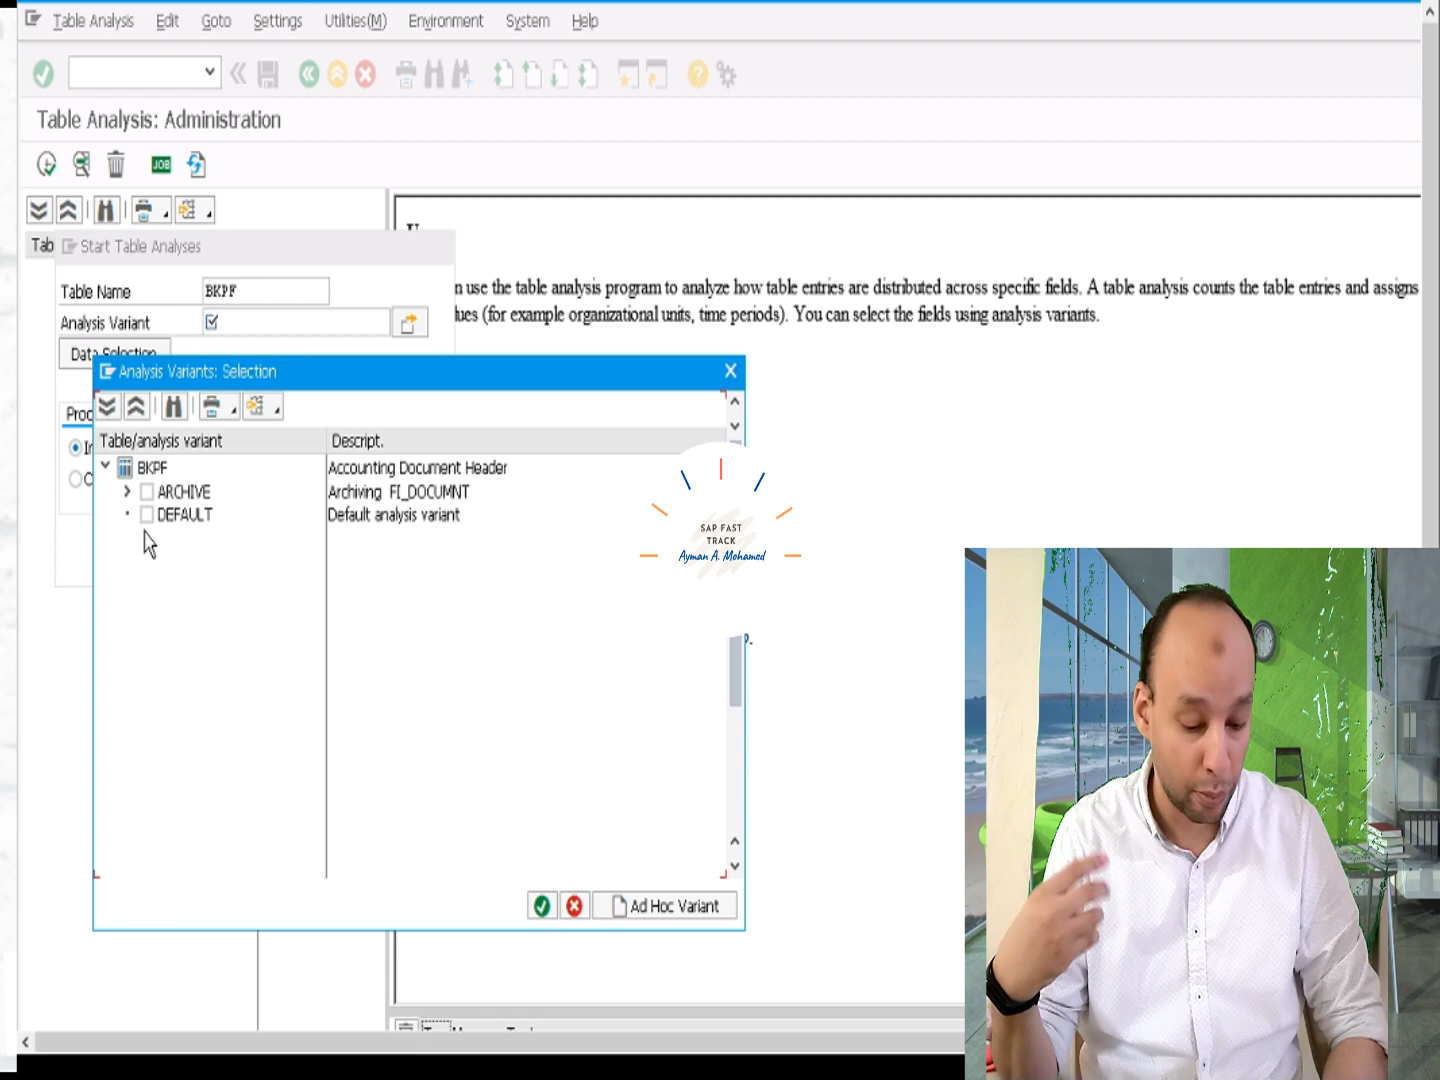 Table Analysis Edit Goto Settings Utilities(M) Environment System Help
Table Analysis: Administration
JOB
Tab Start Table Analyses
Table Name BKPF
Analysis Variant
n use the table analysis program to analyze how table entries are distributed across specific fields. A table analysis counts the table entries and assigns
lues (for example organizational units, time periods). You can select the fields using analysis variants.
Data Selection
Analysis Variants: Selection
Proc
Table/analysis variant Descript.
BKPF Accounting Document Header
ARCHIVE Archiving FI_DOCUMNT
DEFAULT Default analysis variant
SAP FAST
TRACK
Ayman A. Mohamed
Ad Hoc Variant